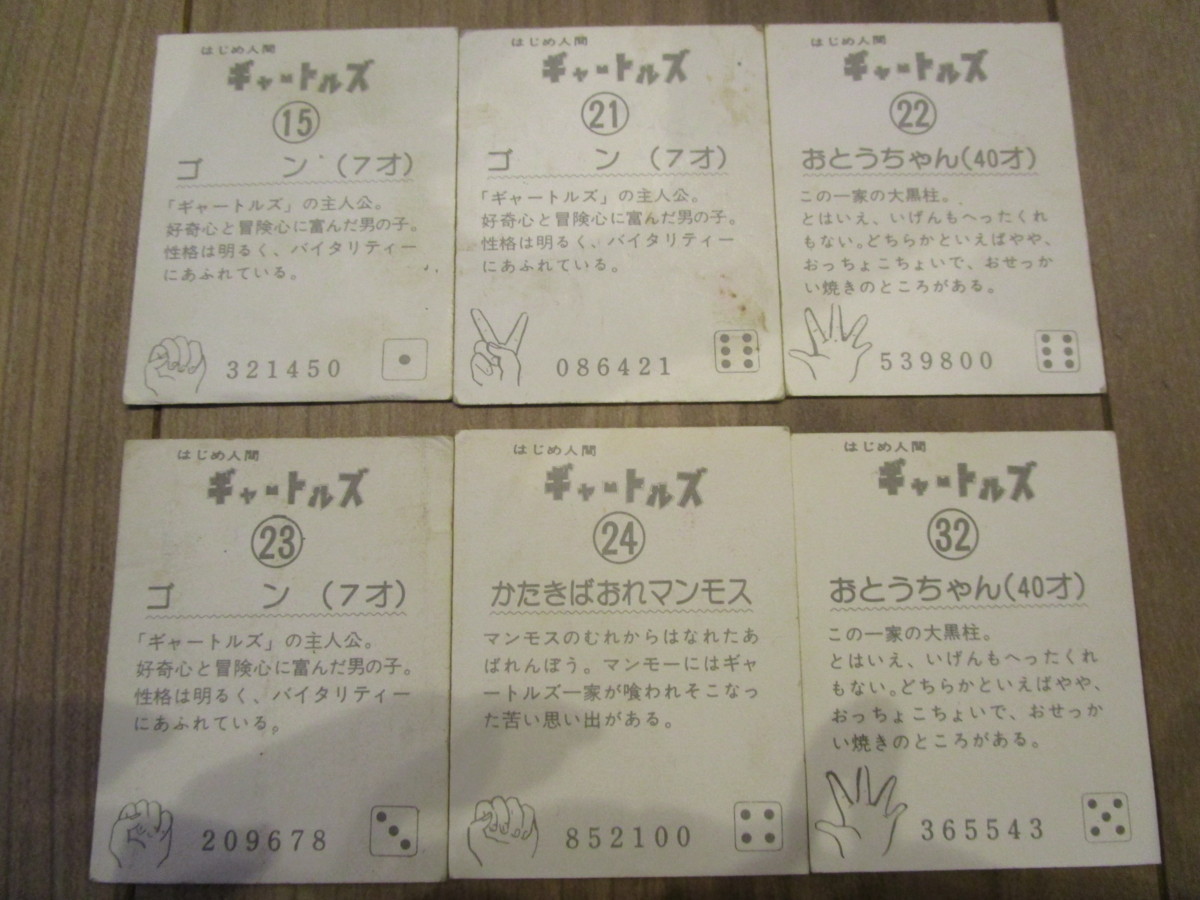 はじめ人間
ギャートルズ
15
ゴン(7才)
「ギャートルズ」の主人公。
好奇心と冒険心に富んだ男の子。
性格は明るく、バイタリティー
にあふれている。
321450
はじめ人間
ギャートルズ
21
ゴン(7才)
「ギャートルズ」の主人公。
好奇心と冒険心に富んだ男の子。
性格は明るく、バイタリティー
にあふれている。
086421
はじめ人間
ギャートルズ
22
おとうちゃん(40才)
この一家の大黒柱。
とはいえ、いげんもへったくれ
もない。どちらかといえばやや、
おっちょこちょいで、おせっか
い焼きのところがある。
539800
はじめ人間
ギャートルズ
23
ゴン(7才)
「ギャートルズ」の主人公。
好奇心と冒険心に富んだ男の子。
性格は明るく、バイタリティー
にあふれている。
209678
はじめ人間
ギャートルズ
24
かたきばおれマンモス
マンモスのむれからはなれたあ
ばれんぼう。マンモーにはギャ
ートルズ一家が喰われそこなっ
た苦い思い出がある。
852100
はじめ人間
ギャートルズ
32
おとうちゃん(40才)
この一家の大黒柱。
とはいえ、いげんもへったくれ
もない。どちらかといえばやや、
おっちょこちょいで、おせっか
い焼きのところがある。
365543